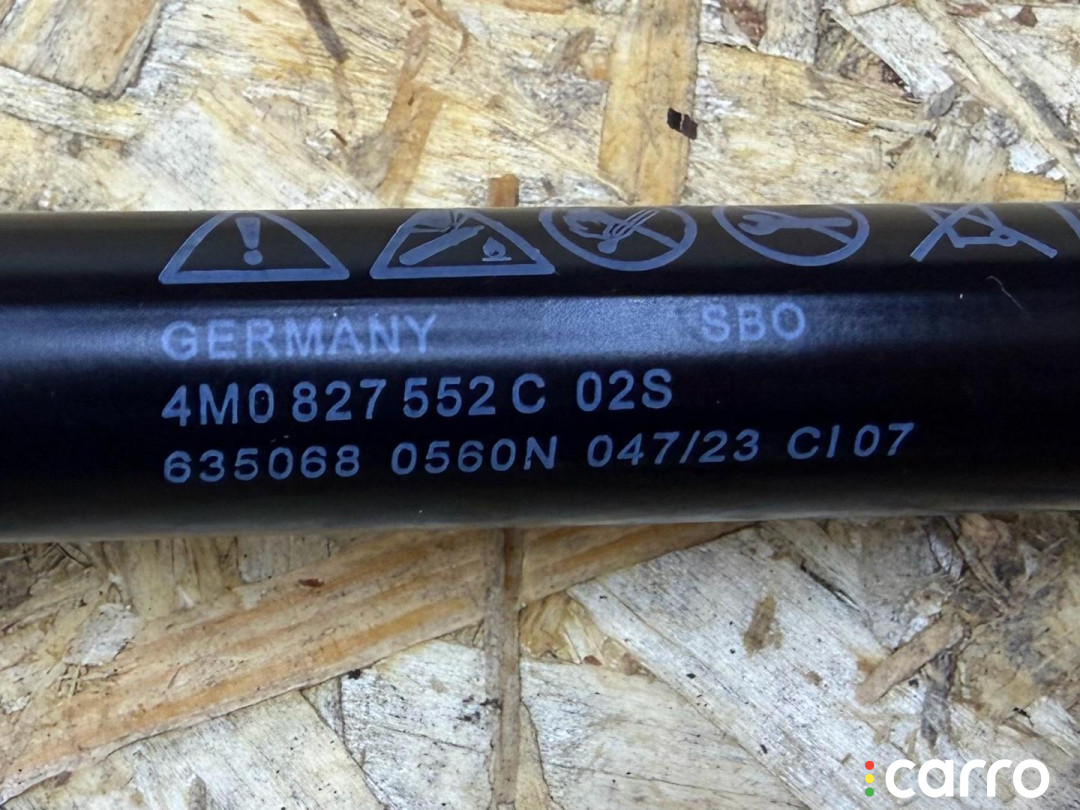 GERMANY SBO
4M0 827 552 C 02S
635068 0560N 047/23 CI 07
carro